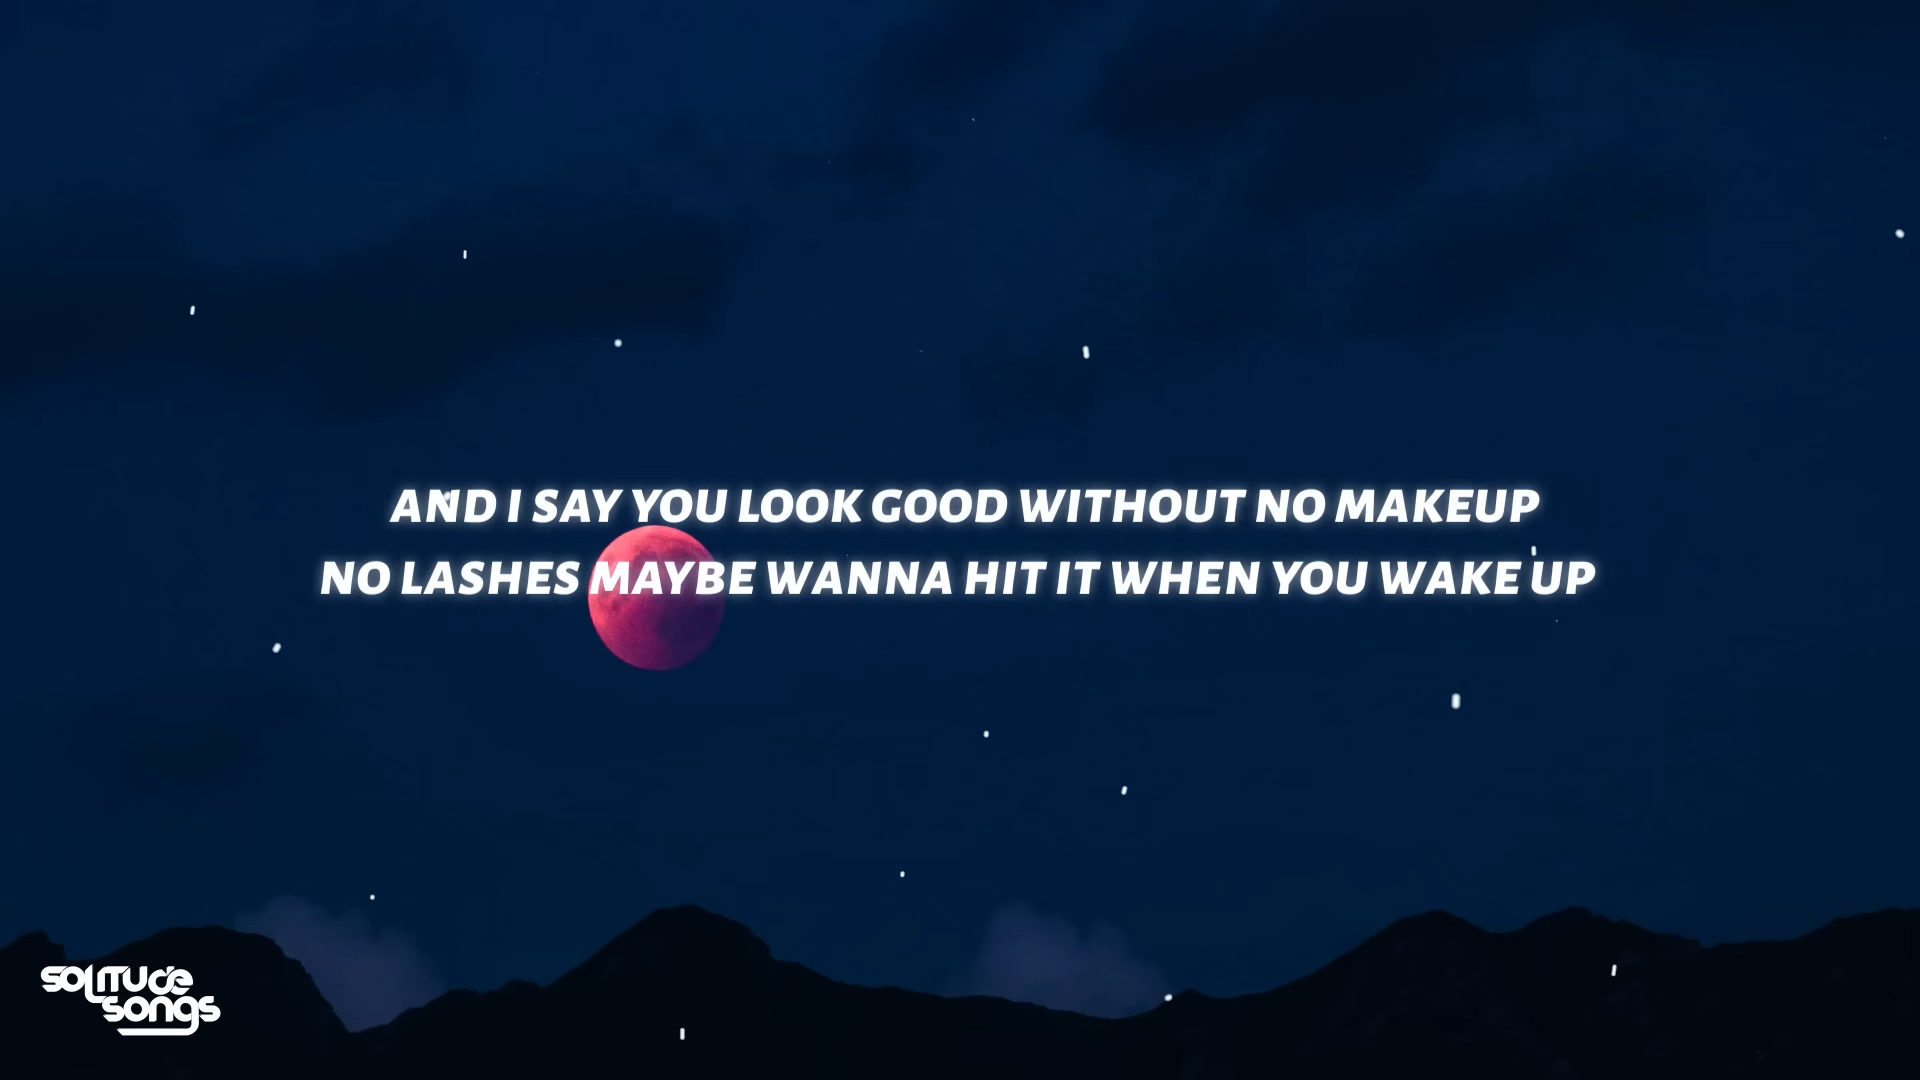 AND I SAY YOU LOOK GOOD WITHOUT NO MAKEUP
NO LASHES MAYBE WANNA HIT IT WHEN YOU WAKE UP
solitude
songs